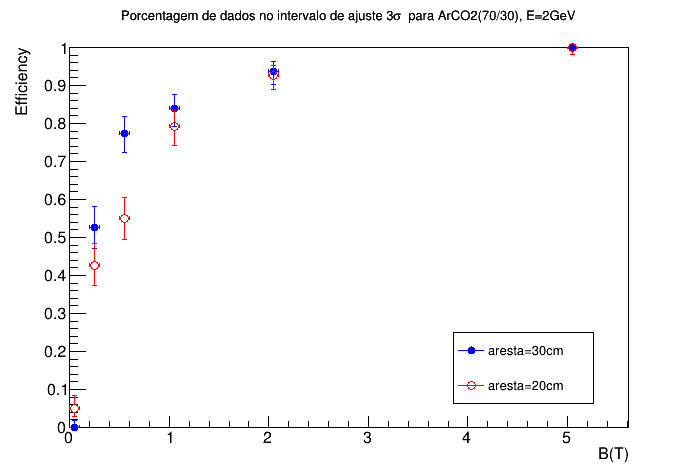 Porcentagem de dados no intervalo de ajuste 3σ para ArCO2(70/30), E=2GeV
Efficiency
1
0.9
0.8
0.7
0.6
0.5
0.4
0.3
0.2
0.1
0
aresta=30cm
aresta=20cm
0 1 2 3 4 5
B(T)